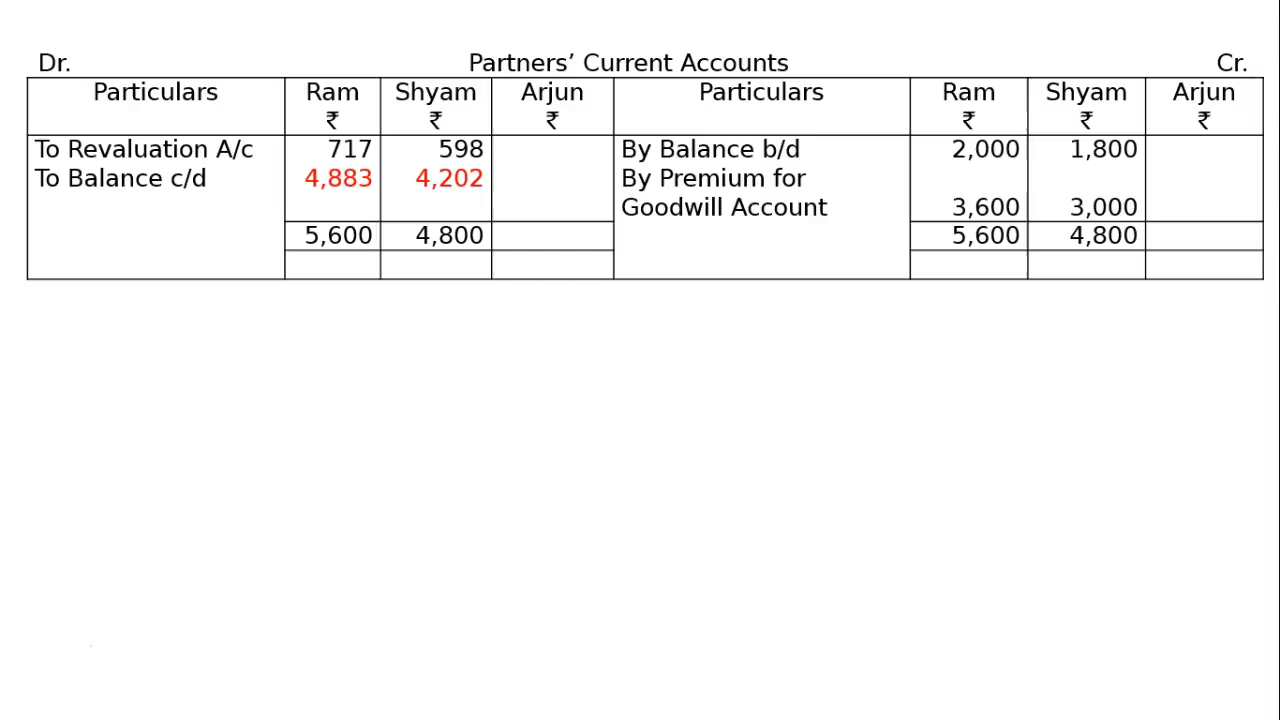 Dr. Partners’ Current Accounts Cr.
Particulars Ram Shyam Arjun Particulars Ram Shyam Arjun
₹ ₹ ₹ ₹ ₹ ₹
To Revaluation A/c 717 598 By Balance b/d 2,000 1,800
To Balance c/d 4,883 4,202 By Premium for
Goodwill Account 3,600 3,000
5,600 4,800 5,600 4,800